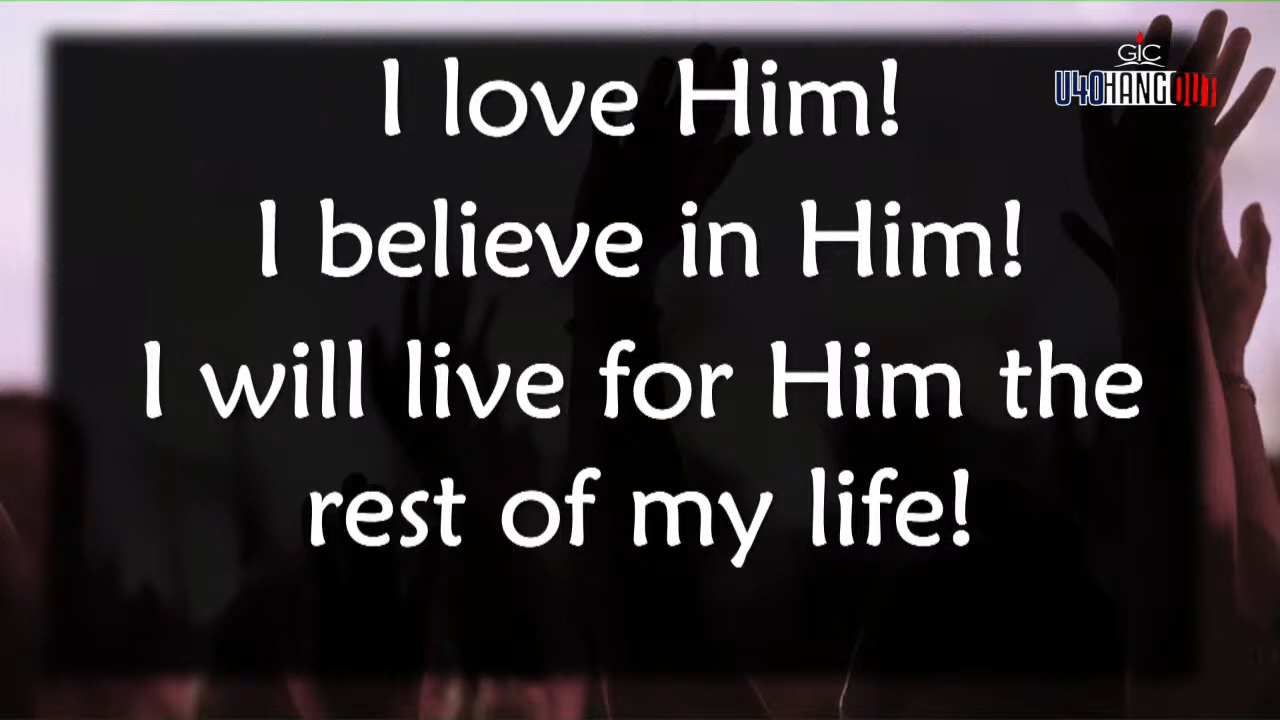 GIC
U40HANGOUT
I love Him!
I believe in Him!
I will live for Him the
rest of my life!